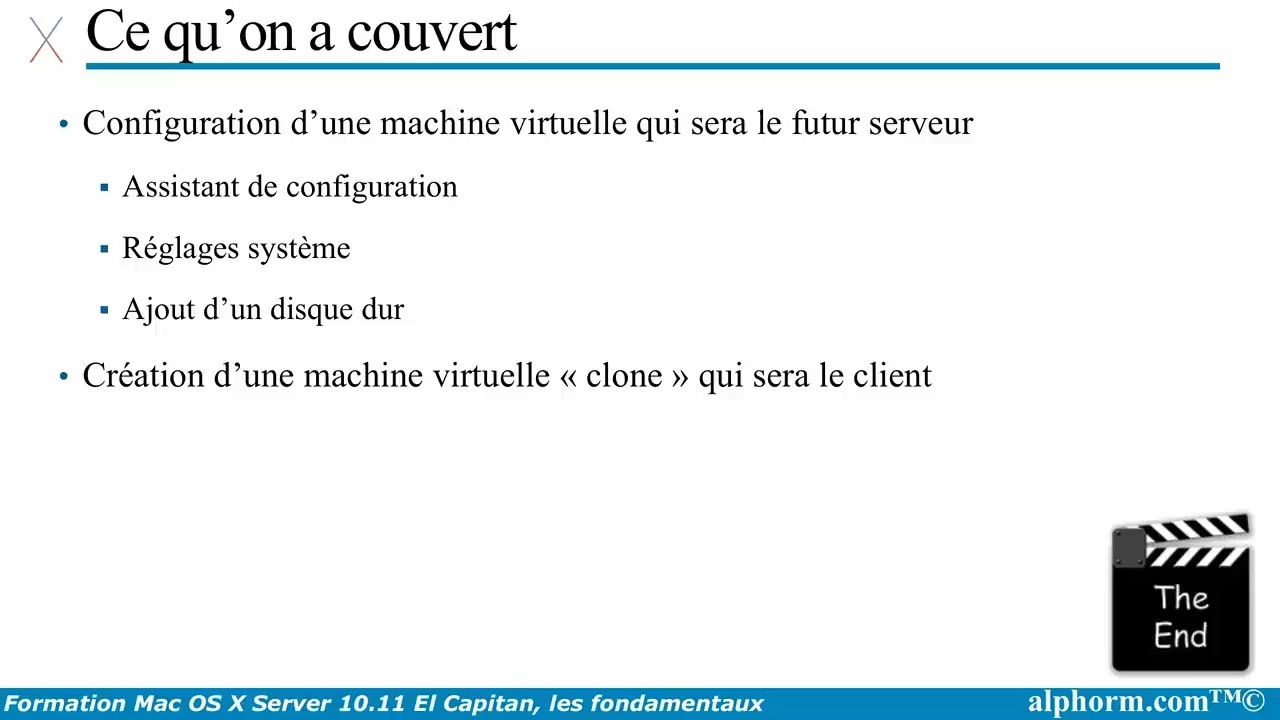 Ce qu’on a couvert
• Configuration d’une machine virtuelle qui sera le futur serveur
▪ Assistant de configuration
▪ Réglages système
▪ Ajout d’un disque dur
• Création d’une machine virtuelle « clone » qui sera le client
The
End
Formation Mac OS X Server 10.11 El Capitan, les fondamentaux
alphorm.com™©